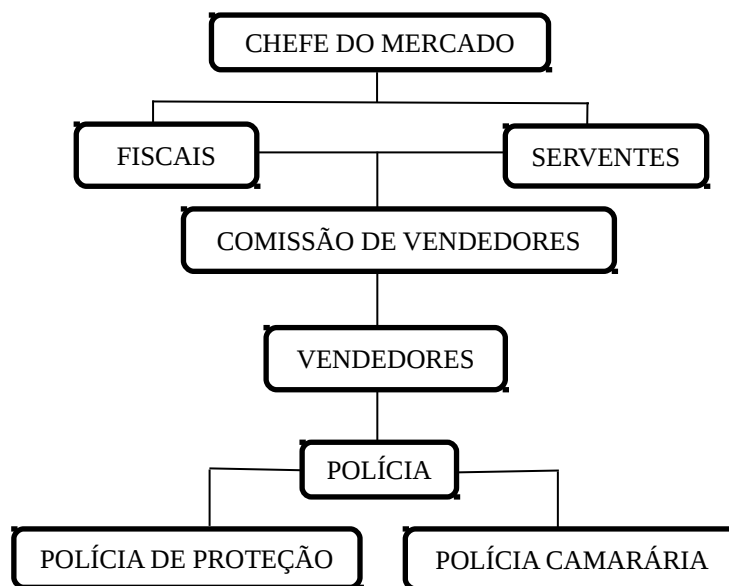 CHEFE DO MERCADO
FISCAIS
SERVENTES
COMISSÃO DE VENDEDORES
VENDEDORES
POLÍCIA
POLÍCIA DE PROTEÇÃO
POLÍCIA CAMARÁRIA